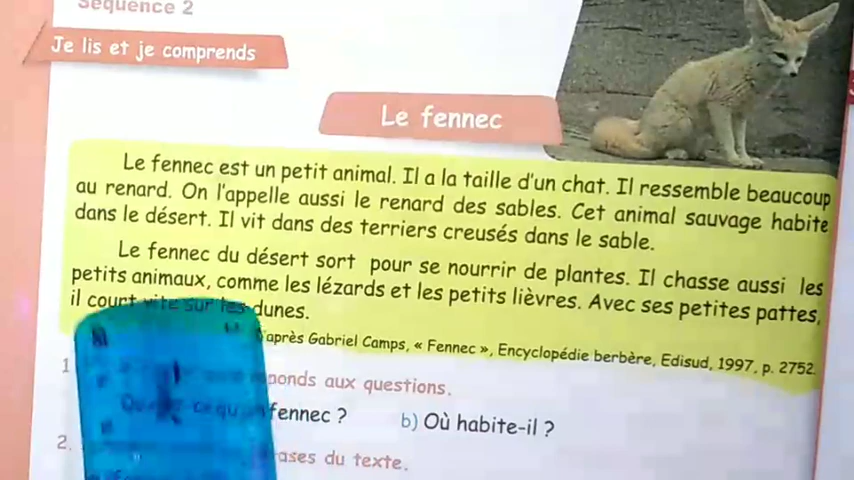 Séquence 2
Je lis et je comprends
Le fennec
Le fennec est un petit animal. Il a la taille d'un chat. Il ressemble beaucoup
au renard. On l'appelle aussi le renard des sables. Cet animal sauvage habite
dans le désert. Il vit dans des terriers creusés dans le sable.
Le fennec du désert sort pour se nourrir de plantes. Il chasse aussi les
petits animaux, comme les lézards et les petits lièvres. Avec ses petites pattes,
il court vite sur les dunes.
D'après Gabriel Camps, « Fennec », Encyclopédie berbère, Edisud, 1997, p. 2752.
1 aux questions.
fennec ? b) Où habite-il ?
2. du texte.